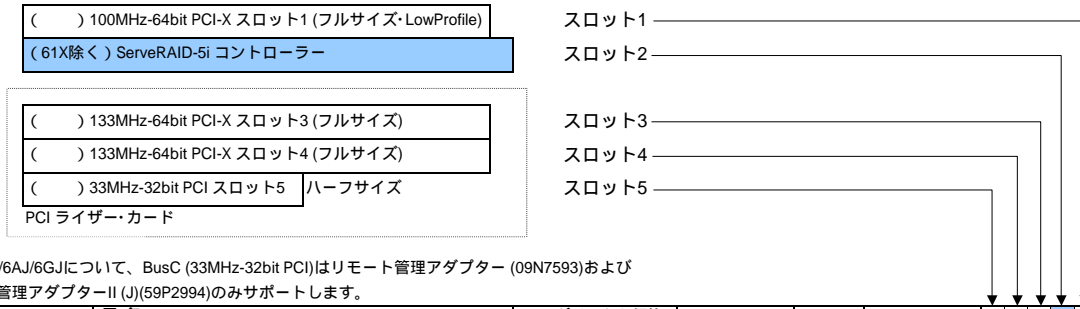 (　　) 100MHz-64bit PCI-X スロット1 (フルサイズ・LowProfile)　スロット1
(61X除く) ServeRAID-5i コントローラー　スロット2
(　　) 133MHz-64bit PCI-X スロット3 (フルサイズ)　スロット3
(　　) 133MHz-64bit PCI-X スロット4 (フルサイズ)　スロット4
(　　) 33MHz-32bit PCI スロット5　ハーフサイズ　スロット5
PCI ライザー・カード
/6AJ/6GJについて、BusC (33MHz-32bit PCI)はリモート管理アダプター (09N7593)および
管理アダプターII (J)(59P2994)のみサポートします。